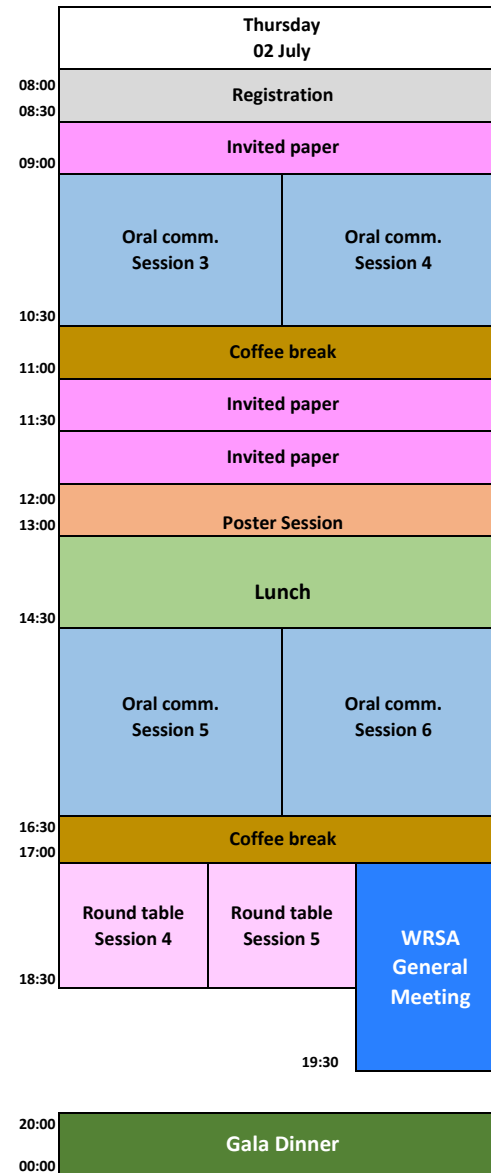 Thursday
02 July
08:00
Registration
08:30
Invited paper
09:00
Oral comm.
Session 3
Oral comm.
Session 4
10:30
Coffee break
11:00
Invited paper
11:30
Invited paper
12:00
13:00
Poster Session
Lunch
14:30
Oral comm.
Session 5
Oral comm.
Session 6
16:30
Coffee break
17:00
Round table
Session 4
Round table
Session 5
WRSA
General
Meeting
18:30
19:30
20:00
Gala Dinner
00:00